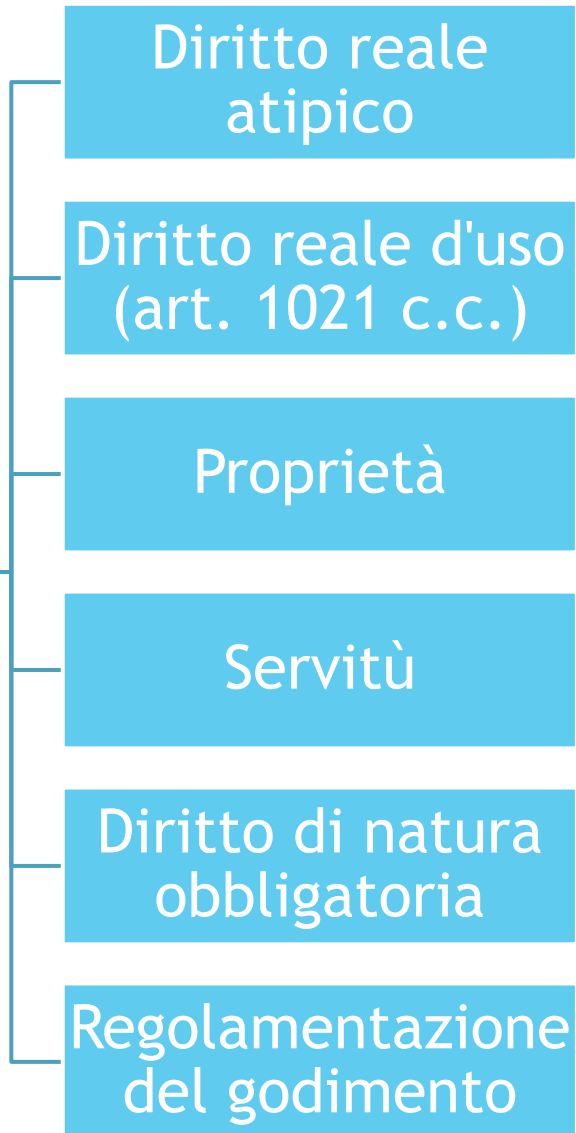 Diritto reale
atipico
Diritto reale d'uso
(art. 1021 c.c.)
Proprietà
Servitù
Diritto di natura
obbligatoria
Regolamentazione
del godimento